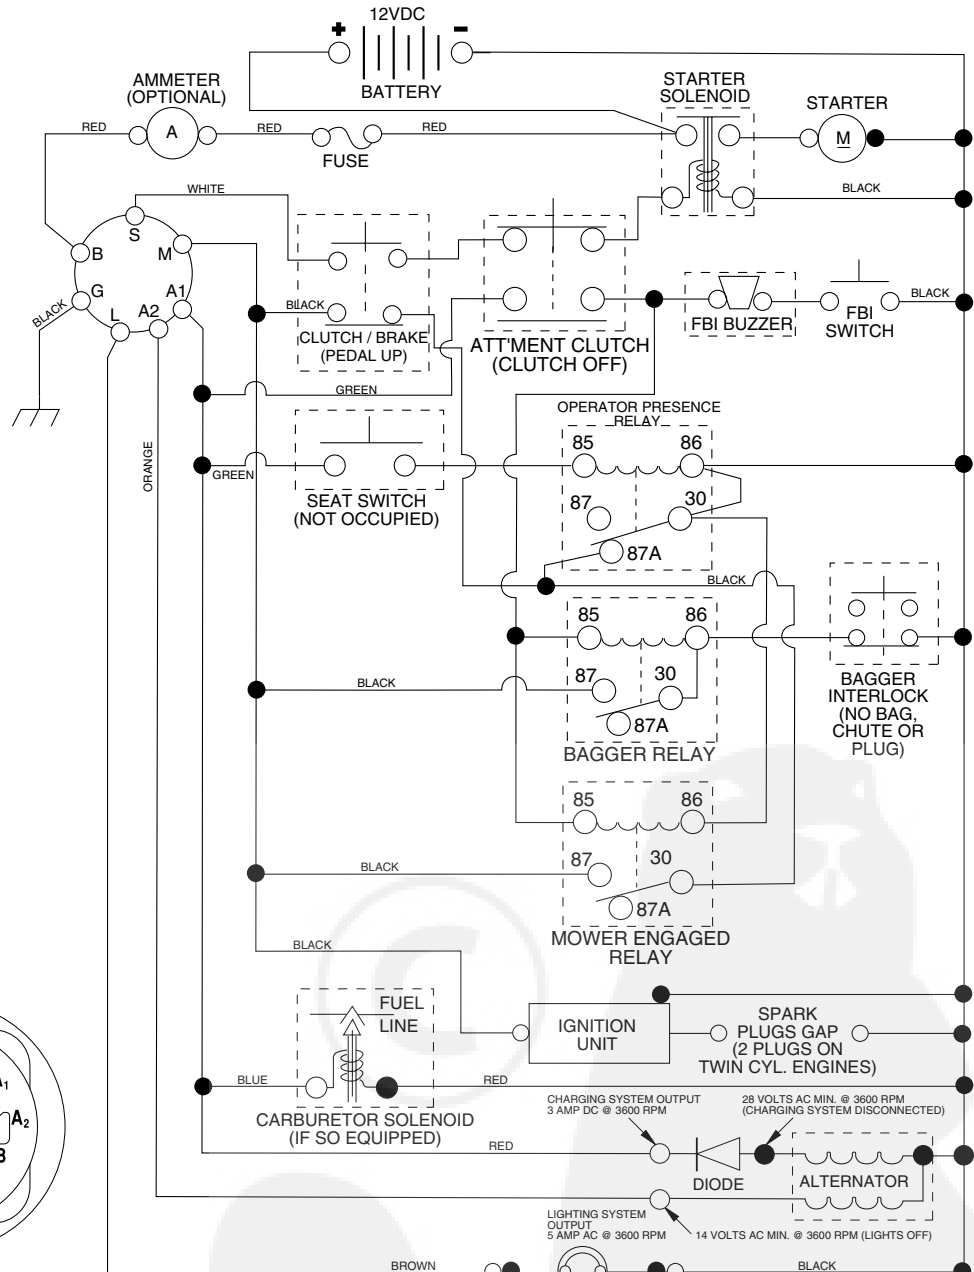 12VDC
+
-
BATTERY
AMMETER
(OPTIONAL)
STARTER
SOLENOID
STARTER
RED
A
RED
FUSE
RED
M
WHITE
BLACK
S
B
M
G
A1
L
A2
BLACK
BLACK
CLUTCH / BRAKE
(PEDAL UP)
ATT'MENT CLUTCH
(CLUTCH OFF)
FBI BUZZER
FBI
SWITCH
BLACK
GREEN
OPERATOR PRESENCE
RELAY
ORANGE
GREEN
SEAT SWITCH
(NOT OCCUPIED)
85
86
87
30
87A
BLACK
85
86
87
30
87A
BLACK
BAGGER RELAY
BAGGER
INTERLOCK
(NO BAG,
CHUTE OR
PLUG)
85
86
87
30
87A
BLACK
MOWER ENGAGED
RELAY
BLACK
FUEL
LINE
IGNITION
UNIT
SPARK
PLUGS GAP
(2 PLUGS ON
TWIN CYL. ENGINES)
BLUE
RED
CARBURETOR SOLENOID
(IF SO EQUIPPED)
CHARGING SYSTEM OUTPUT
3 AMP DC @ 3600 RPM
28 VOLTS AC MIN. @ 3600 RPM
(CHARGING SYSTEM DISCONNECTED)
RED
DIODE
ALTERNATOR
LIGHTING SYSTEM
OUTPUT
5 AMP AC @ 3600 RPM
14 VOLTS AC MIN. @ 3600 RPM (LIGHTS OFF)
BROWN
BLACK
A2
©